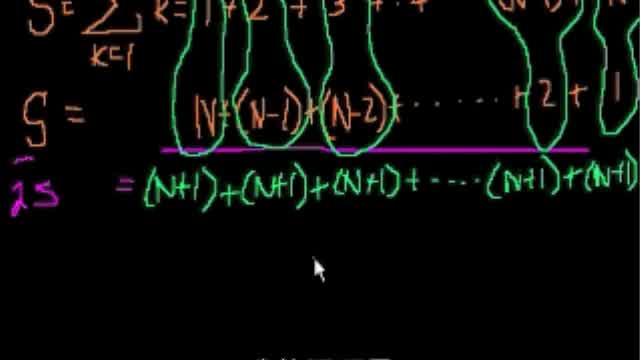 S = ∑ k = 1 + 2 + 3 + . .
k=1
S = N + (N-1) + (N-2) + ...... + 2 + 1
2S = (N+1) + (N+1) + (N+1) + .... (N+1) + (N+1)